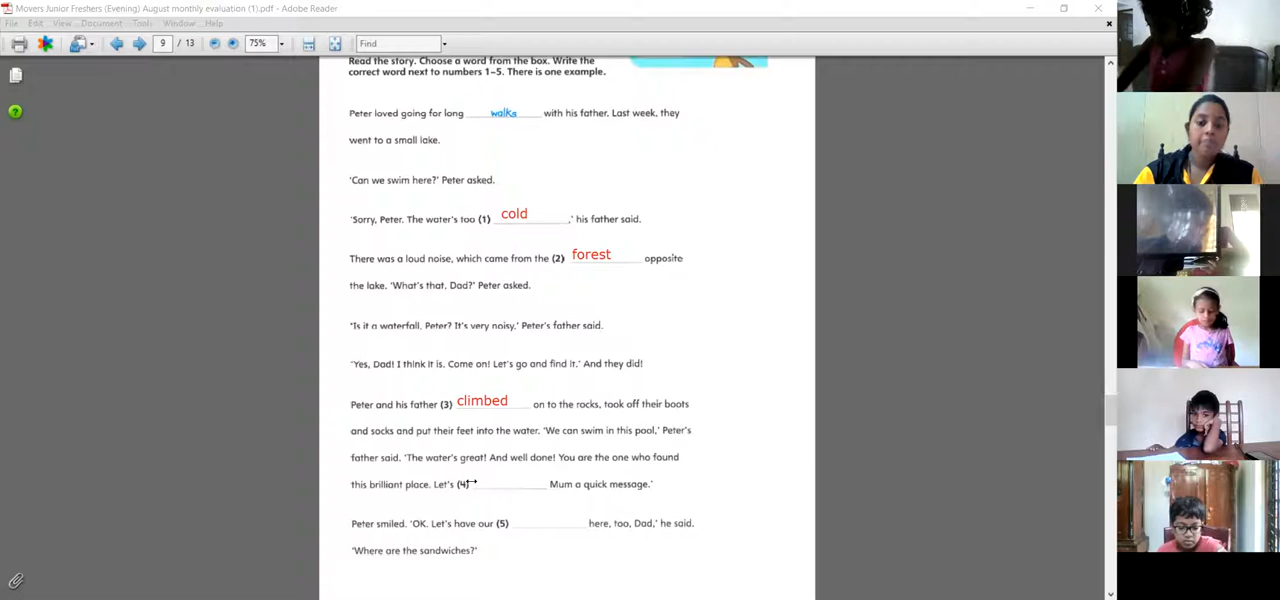 Movers Junior Freshers (Evening) August monthly evaluation (1).pdf - Adobe Reader
File Edit View Document Tools Window Help
9 / 13 75% Find
Read the story. Choose a word from the box. Write the
correct word next to numbers 1–5. There is one example.
Peter loved going for long walks with his father. Last week, they
went to a small lake.
'Can we swim here?' Peter asked.
'Sorry, Peter. The water's too (1) cold ,' his father said.
There was a loud noise, which came from the (2) forest opposite
the lake. 'What's that, Dad?' Peter asked.
'Is it a waterfall, Peter? It's very noisy,' Peter's father said.
'Yes, Dad! I think it is. Come on! Let's go and find it.' And they did!
Peter and his father (3) climbed on to the rocks, took off their boots
and socks and put their feet into the water. 'We can swim in this pool,' Peter's
father said. 'The water's great! And well done! You are the one who found
this brilliant place. Let's (4) Mum a quick message.'
Peter smiled. 'OK. Let's have our (5) here, too, Dad,' he said.
'Where are the sandwiches?'